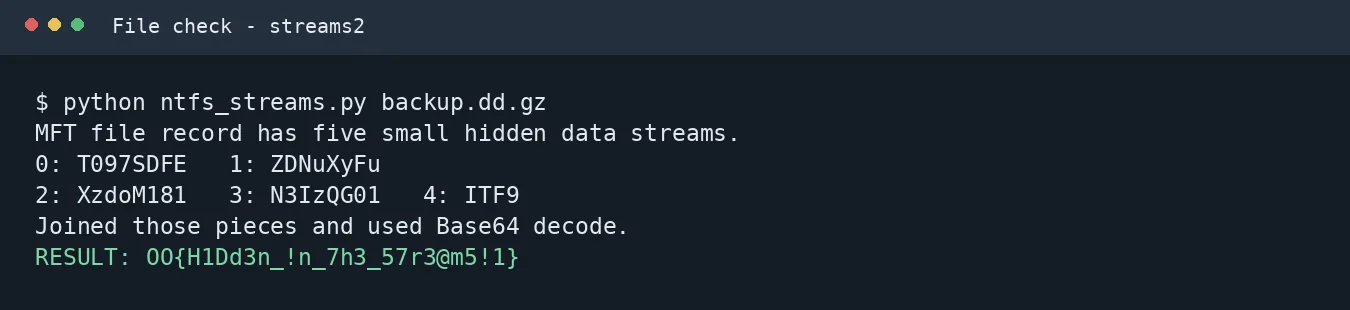 File check - streams2
$ python ntfs_streams.py backup.dd.gz
MFT file record has five small hidden data streams.
0: T097SDFE   1: ZDNuXyFu
2: XzdoM181   3: N3IzQG01   4: ITF9
Joined those pieces and used Base64 decode.
RESULT: OO{H1Dd3n_!n_7h3_57r3@m5!1}